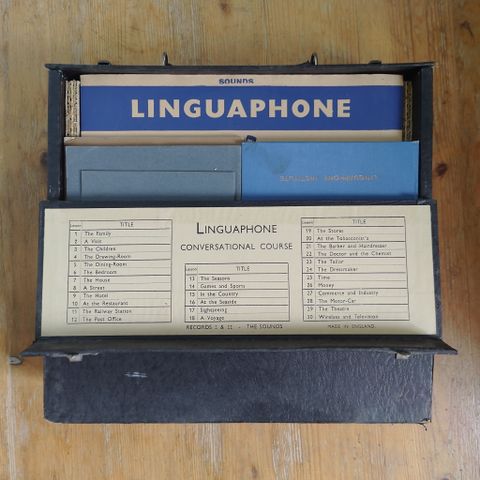 SOUNDS
LINGUAPHONE
LINGUAPHONE INSTITUTE
LINGUAPHONE
CONVERSATIONAL COURSE
Lesson TITLE
1 The Family
2 A Visit
3 The Children
4 The Drawing-Room
5 The Dining-Room
6 The Bedroom
7 The House
8 A Street
9 The Hotel
10 At the Restaurant
11 The Railway Station
12 The Post Office
Lesson TITLE
13 The Seasons
14 Games and Sports
15 In the Country
16 At the Seaside
17 Sightseeing
18 A Voyage
Lesson TITLE
19 The Stores
20 At the Tobacconist's
21 The Barber and Hairdresser
22 The Doctor and the Chemist
23 The Tailor
24 The Dressmaker
25 Time
26 Money
27 Commerce and Industry
28 The Motor-Car
29 The Theatre
30 Wireless and Television
RECORDS I & II - THE SOUNDS
MADE IN ENGLAND